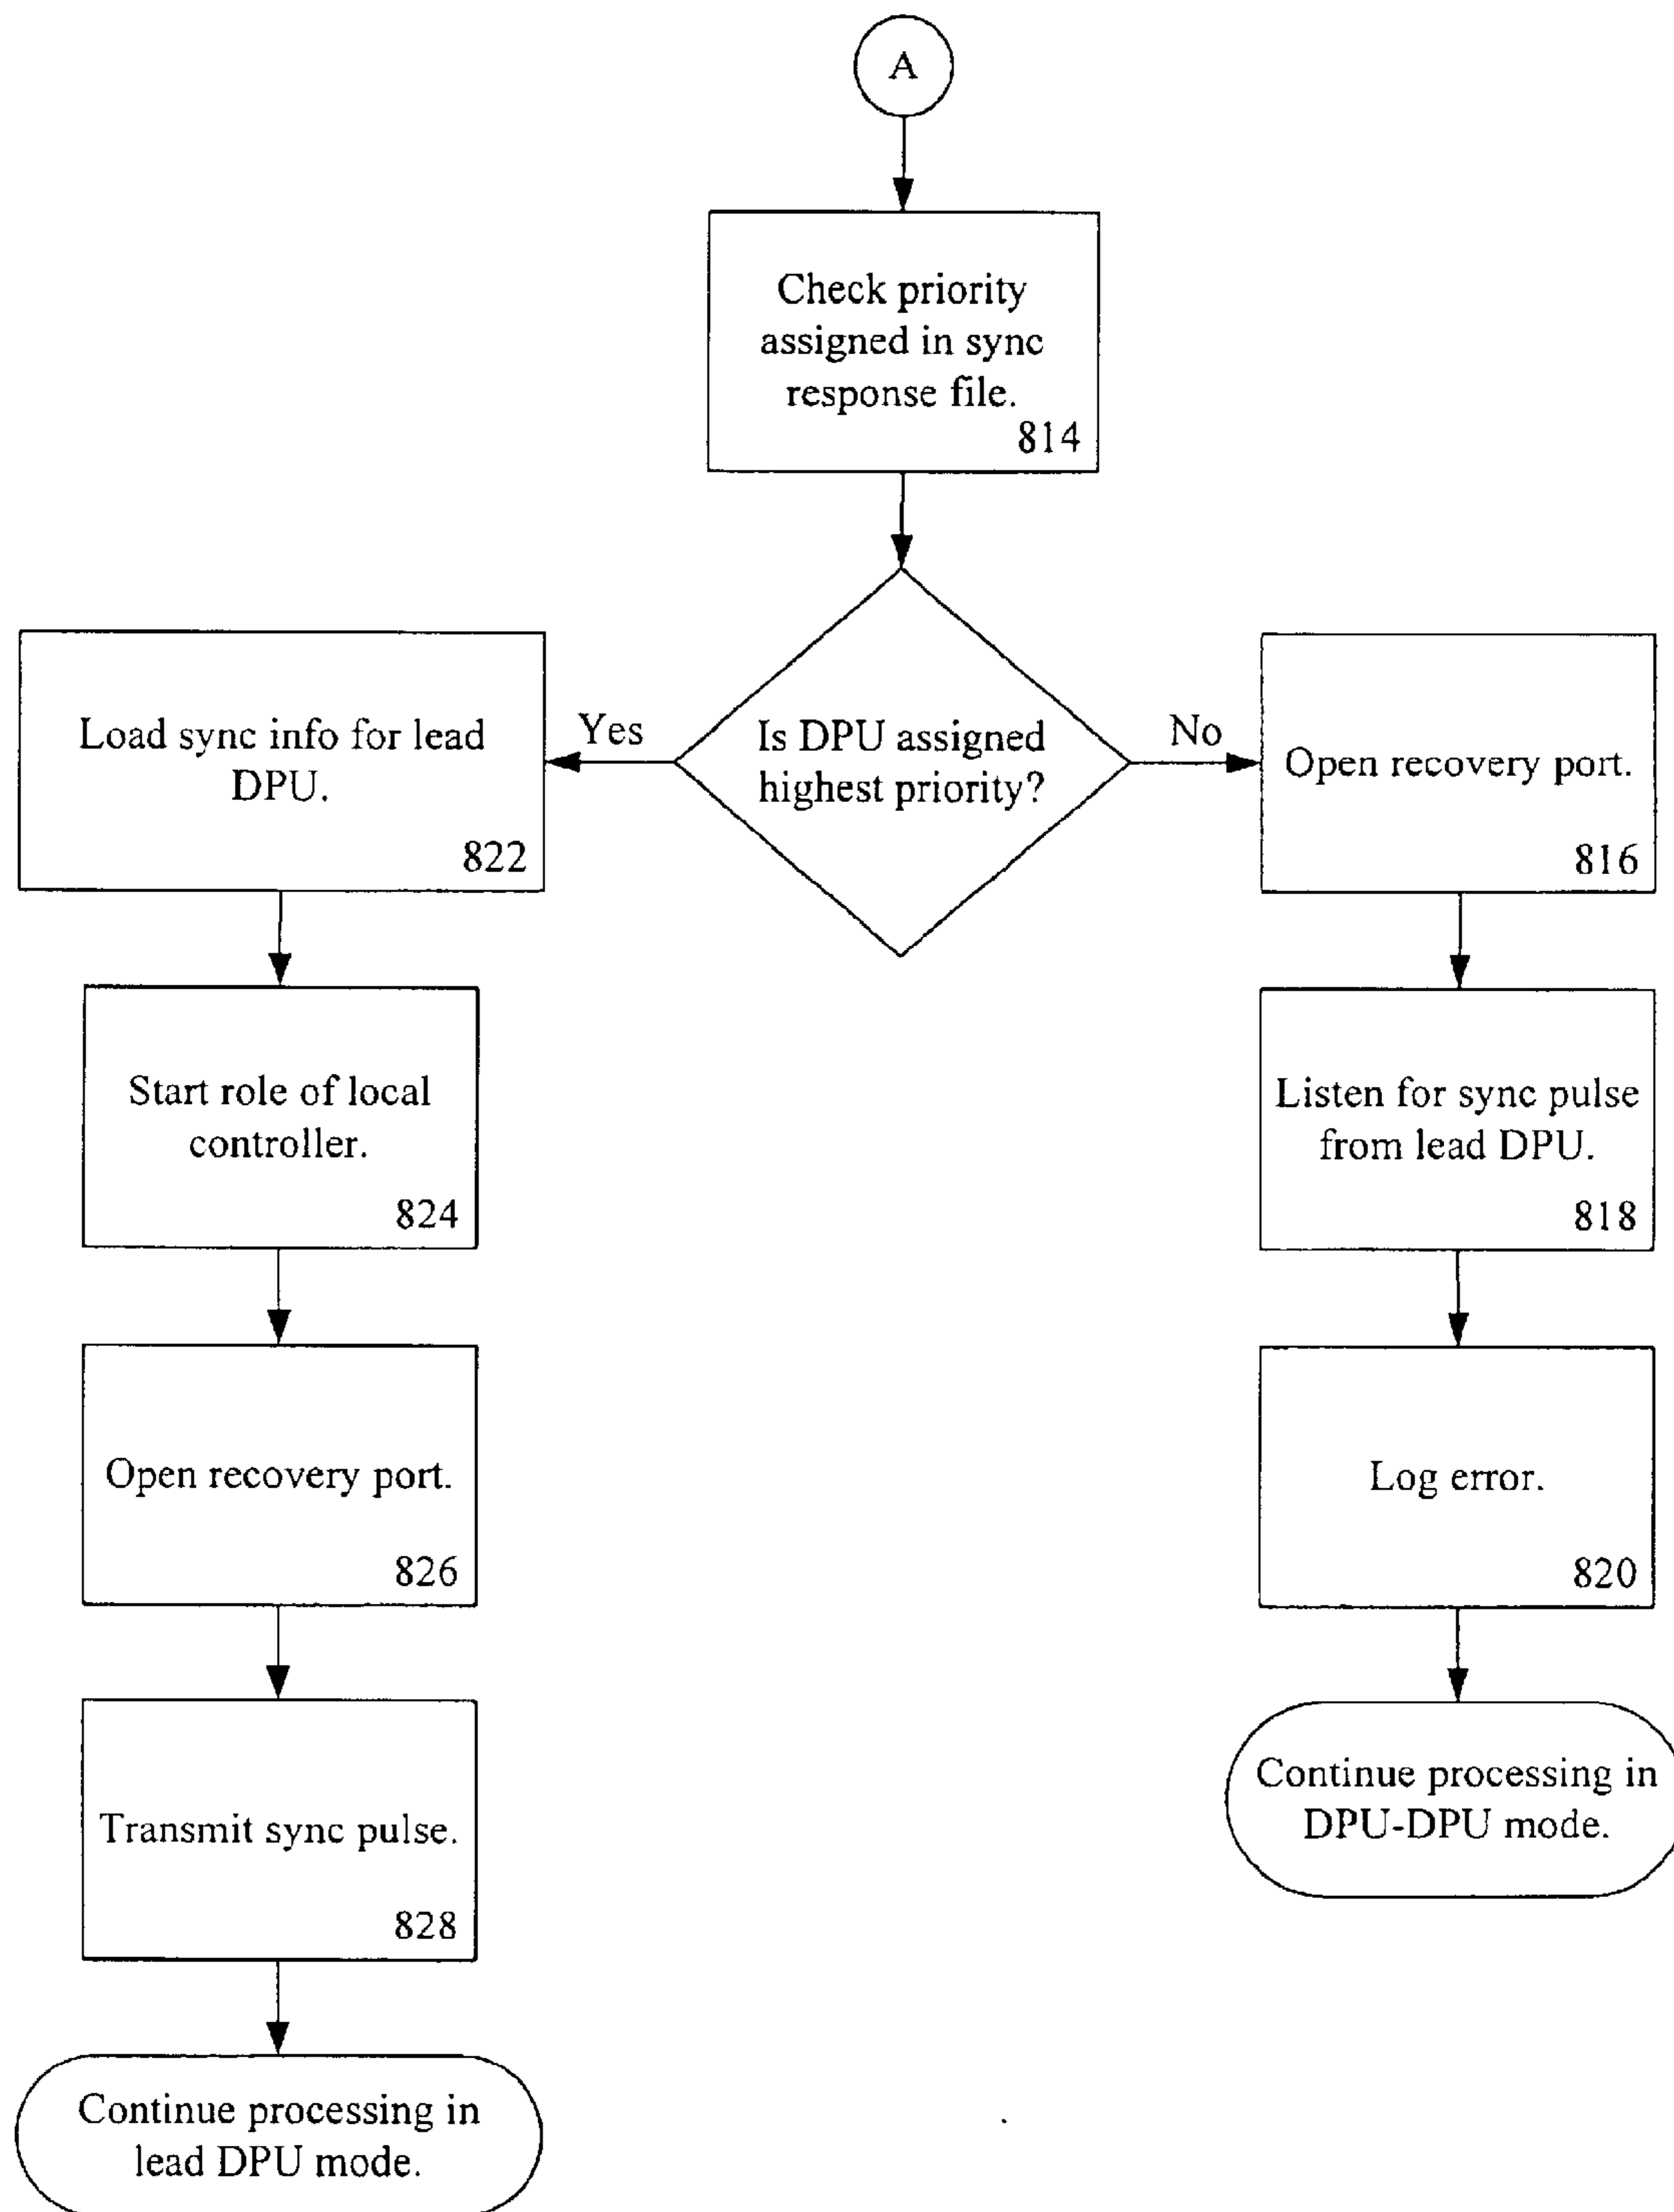 A
Check priority
assigned in sync
response file.
814
Is DPU assigned
highest priority?
Yes
No
Load sync info for lead
DPU.
822
Start role of local
controller.
824
Open recovery port.
826
Transmit sync pulse.
828
Continue processing in
lead DPU mode.
Open recovery port.
816
Listen for sync pulse
from lead DPU.
818
Log error.
820
Continue processing in
DPU-DPU mode.